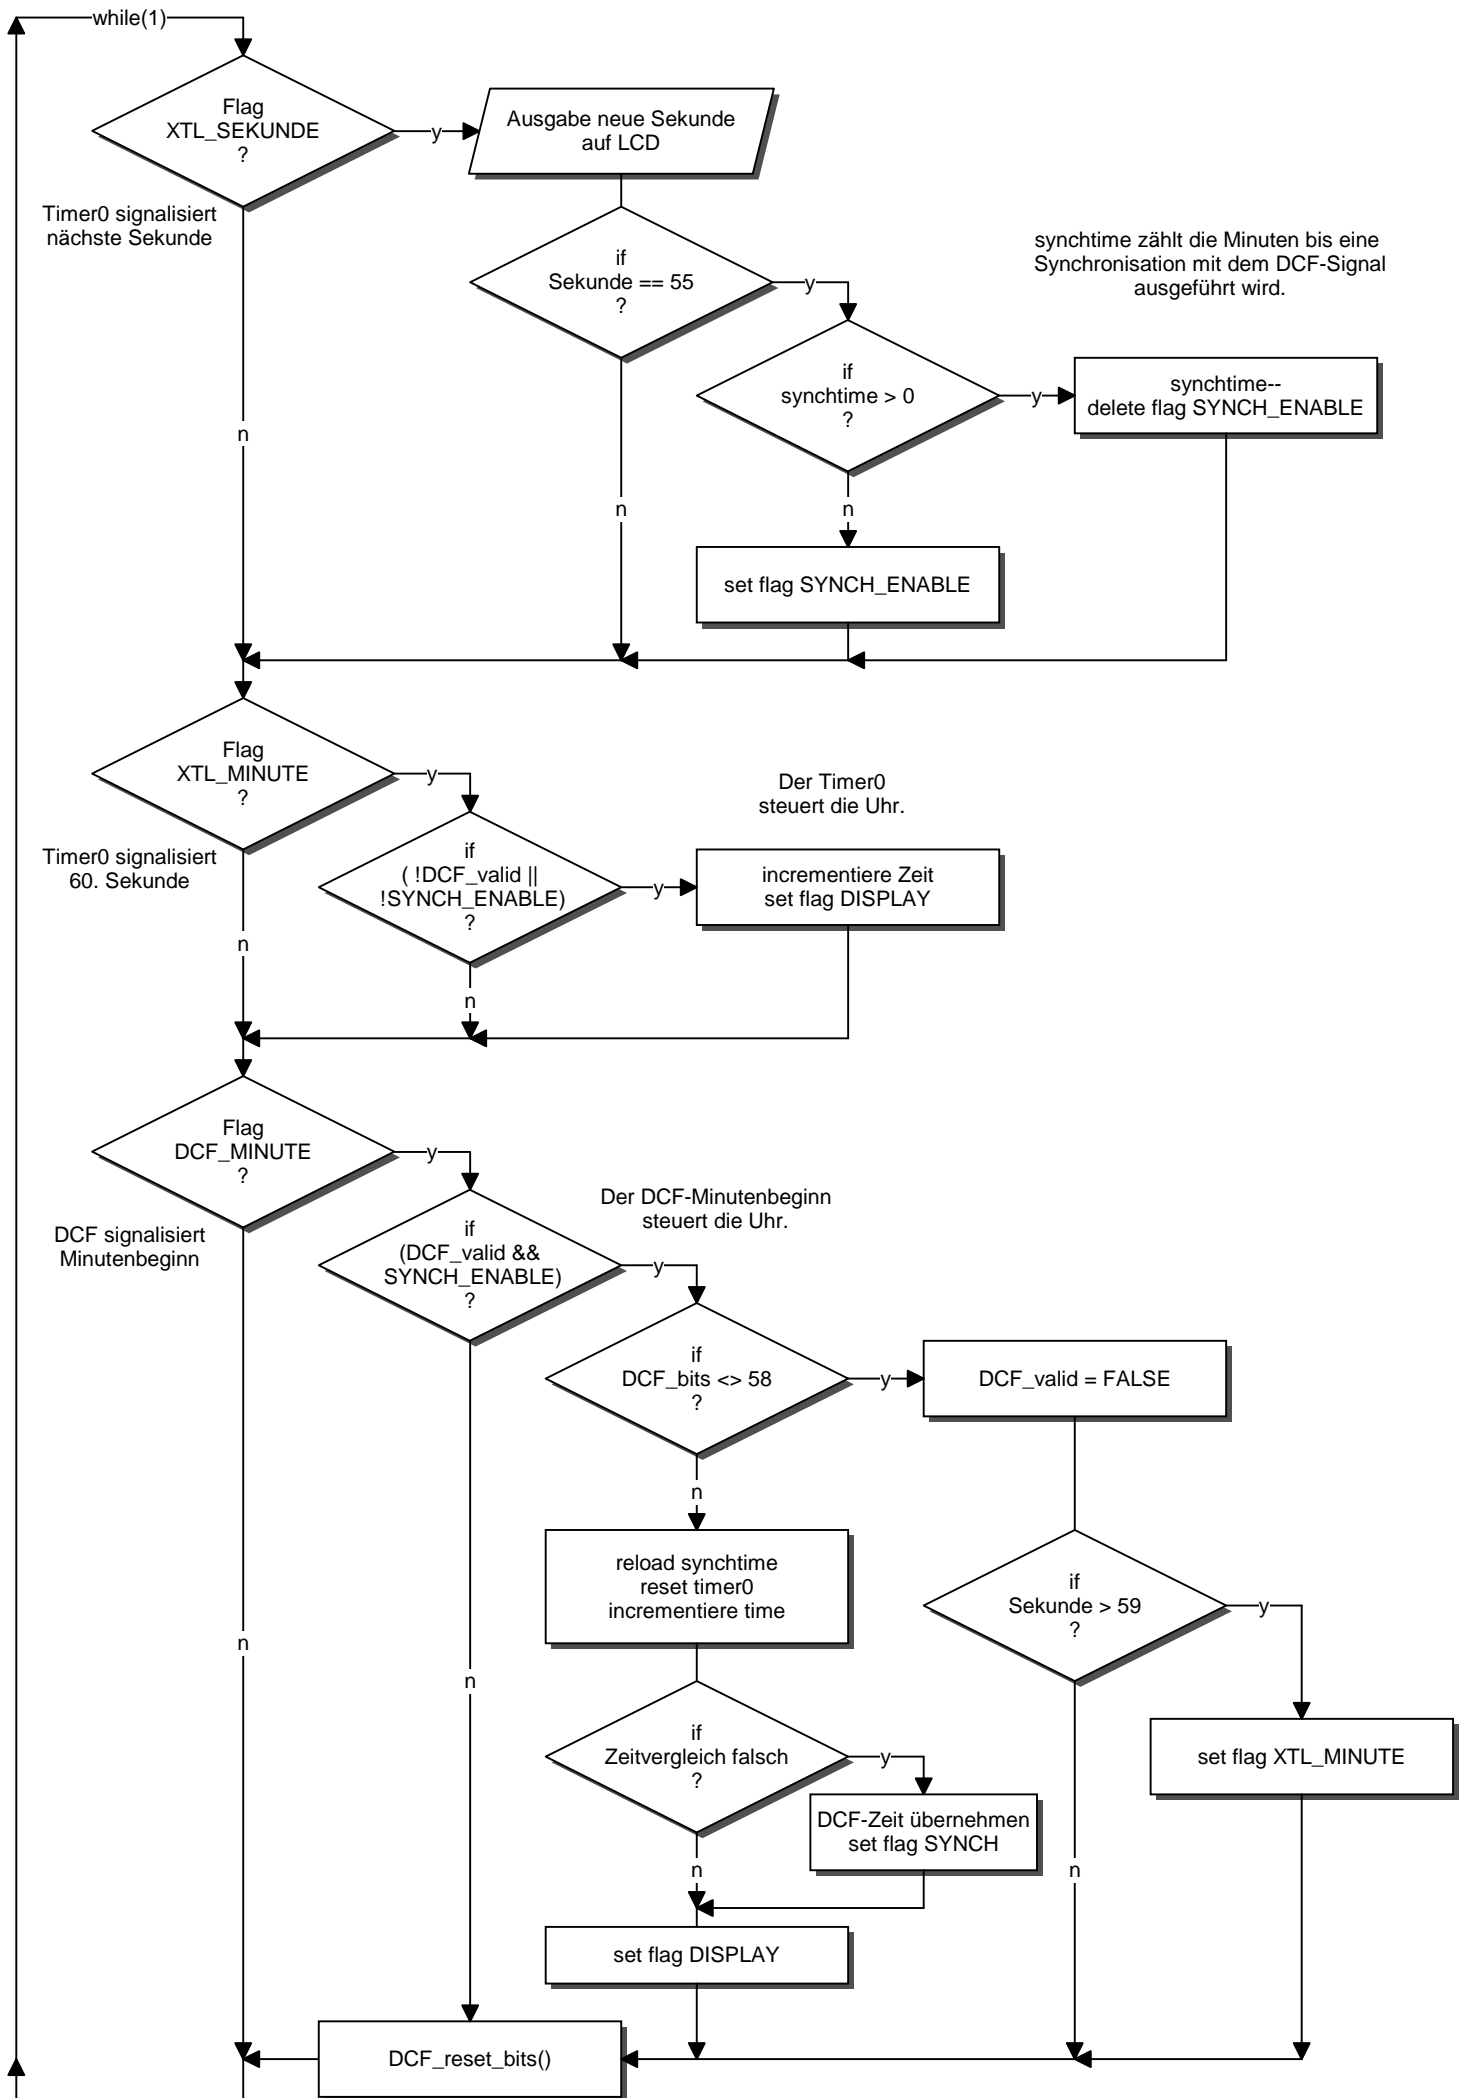 while(1)
Flag
XTL_SEKUNDE
?
y
Ausgabe neue Sekunde
auf LCD
Timer0 signalisiert
nächste Sekunde
n
if
Sekunde == 55
?
y
n
synchtime zählt die Minuten bis eine
Synchronisation mit dem DCF-Signal
ausgeführt wird.
if
synchtime > 0
?
y
synchtime--
delete flag SYNCH_ENABLE
n
set flag SYNCH_ENABLE
Flag
XTL_MINUTE
?
y
Timer0 signalisiert
60. Sekunde
n
if
( !DCF_valid ||
!SYNCH_ENABLE)
?
y
n
Der Timer0
steuert die Uhr.
incrementiere Zeit
set flag DISPLAY
Flag
DCF_MINUTE
?
y
DCF signalisiert
Minutenbeginn
n
if
(DCF_valid &&
SYNCH_ENABLE)
?
y
n
Der DCF-Minutenbeginn
steuert die Uhr.
if
DCF_bits <> 58
?
y
DCF_valid = FALSE
n
reload synchtime
reset timer0
incrementiere time
if
Sekunde > 59
?
y
n
set flag XTL_MINUTE
if
Zeitvergleich falsch
?
y
DCF-Zeit übernehmen
set flag SYNCH
n
set flag DISPLAY
DCF_reset_bits()